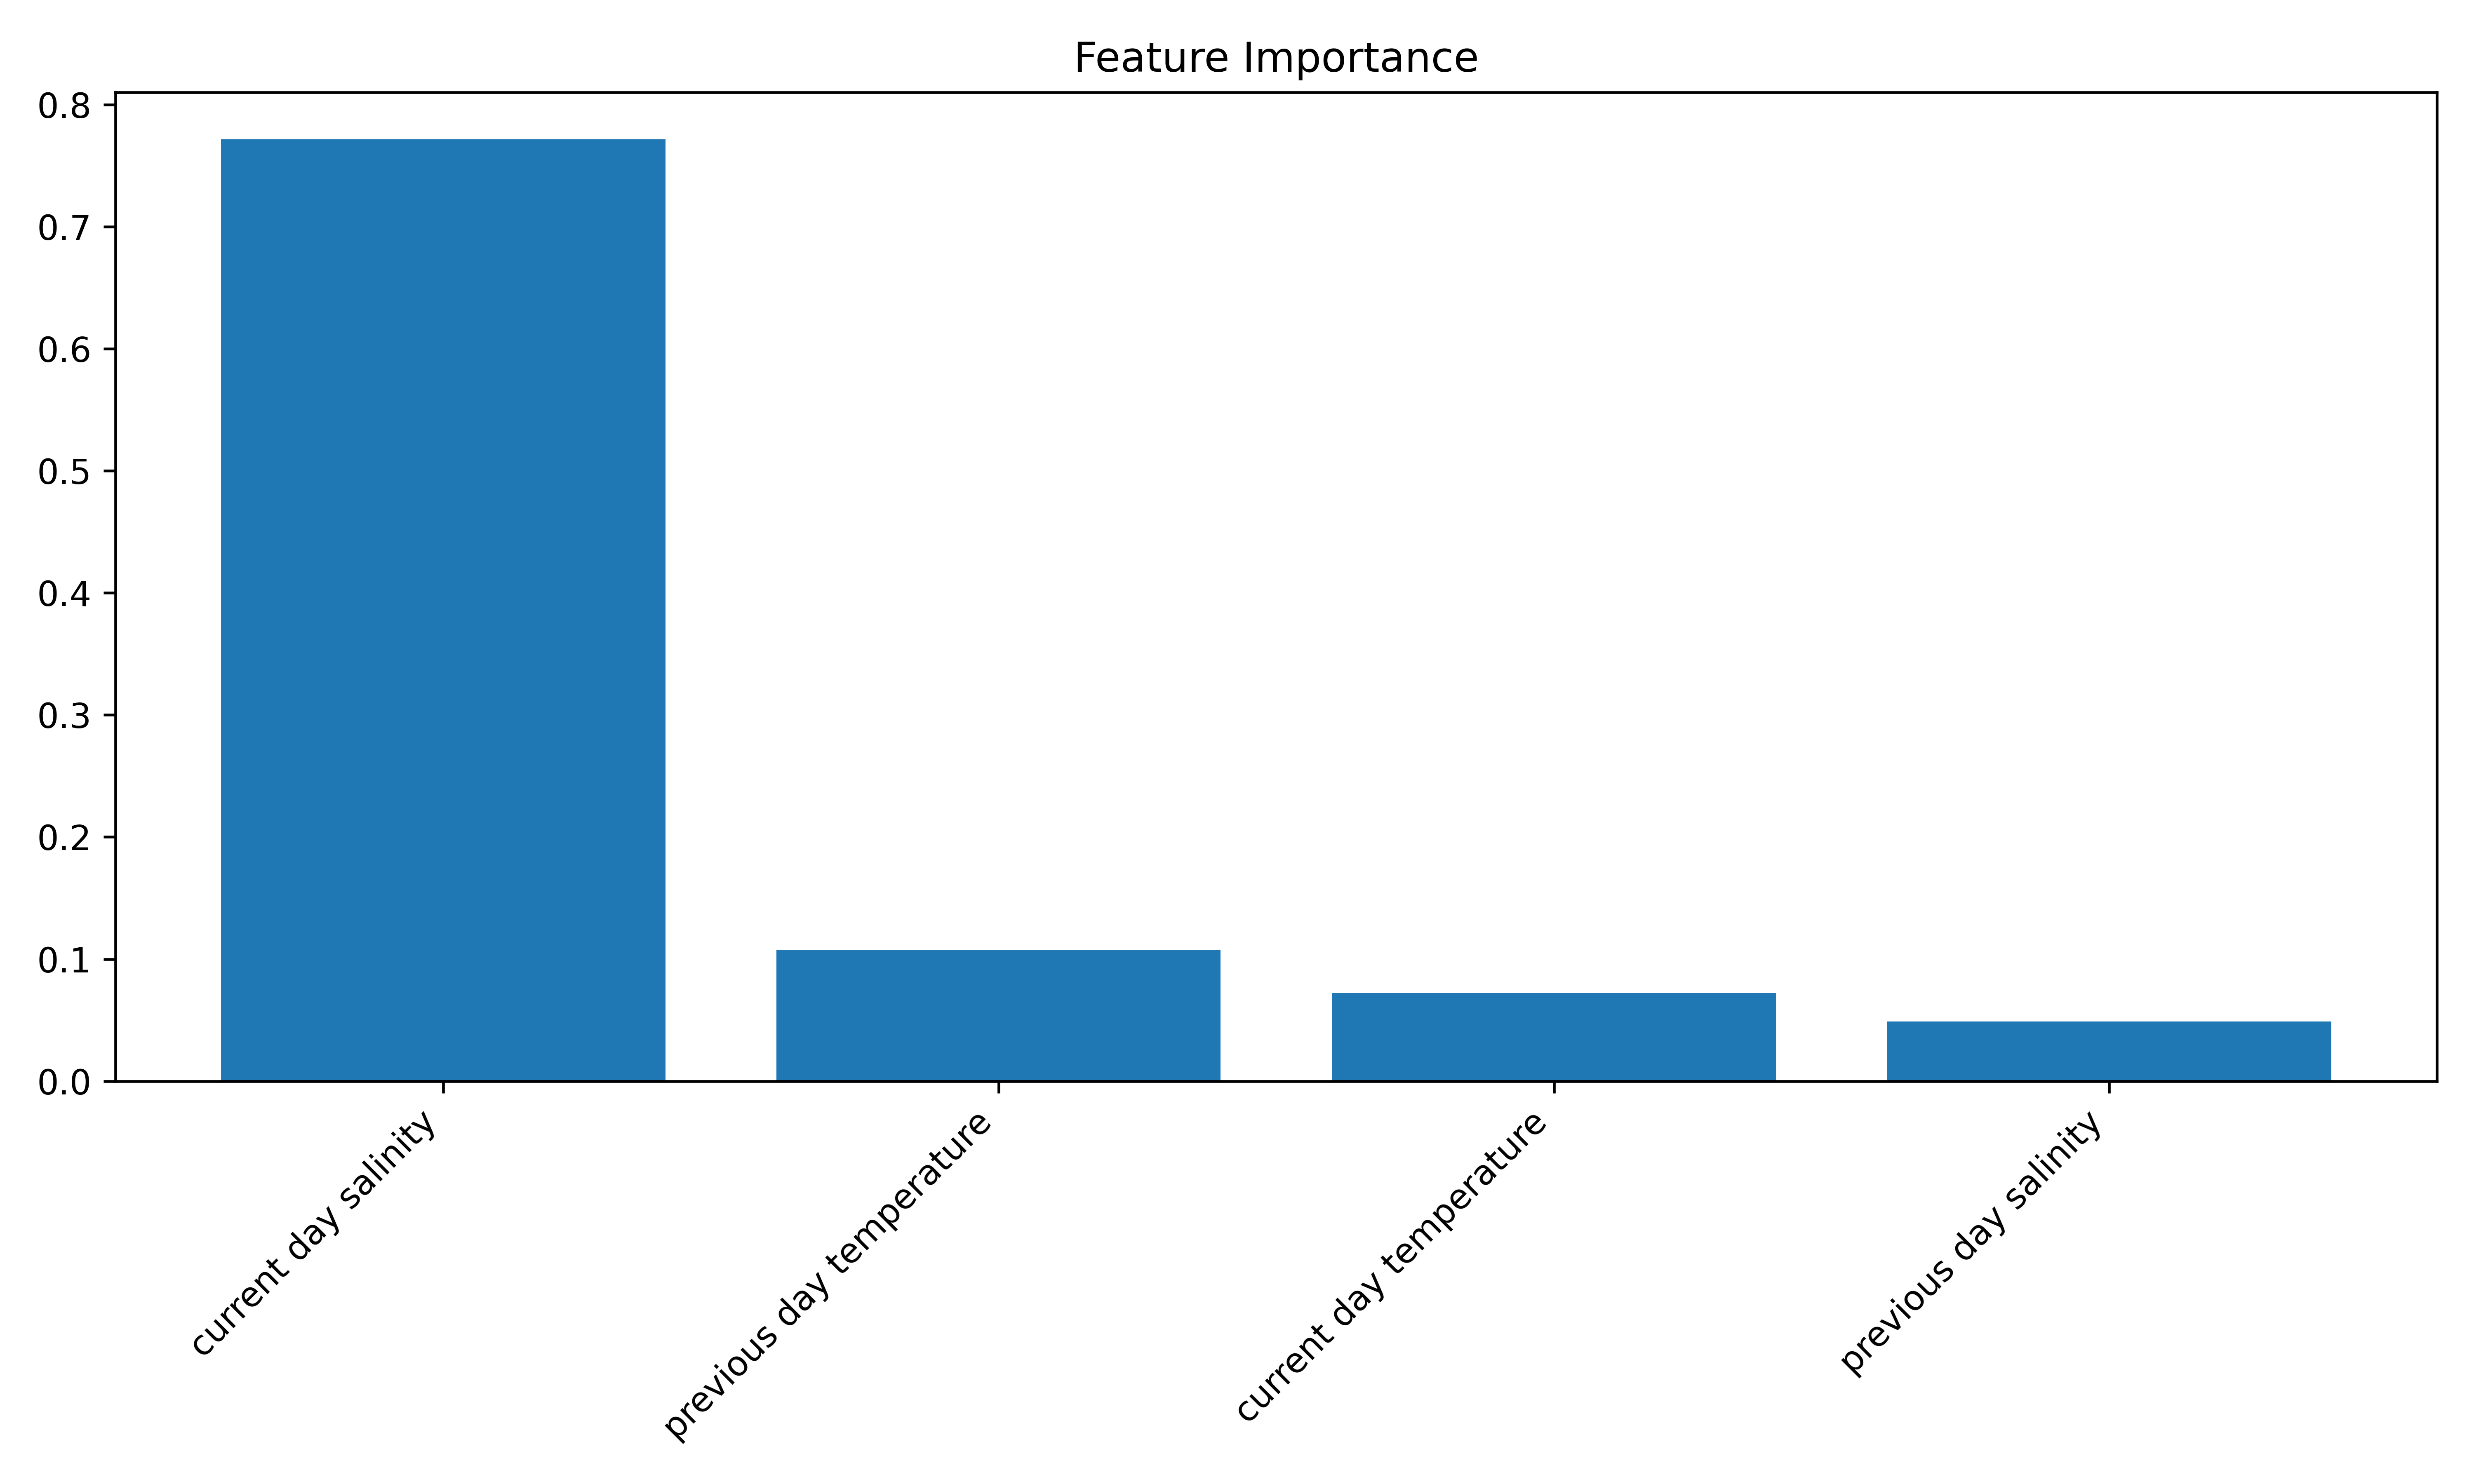 Feature Importance
0.8
0.7
0.6
0.5
0.4
0.3
0.2
0.1
0.0
current day salinity
previous day temperature
current day temperature
previous day salinity